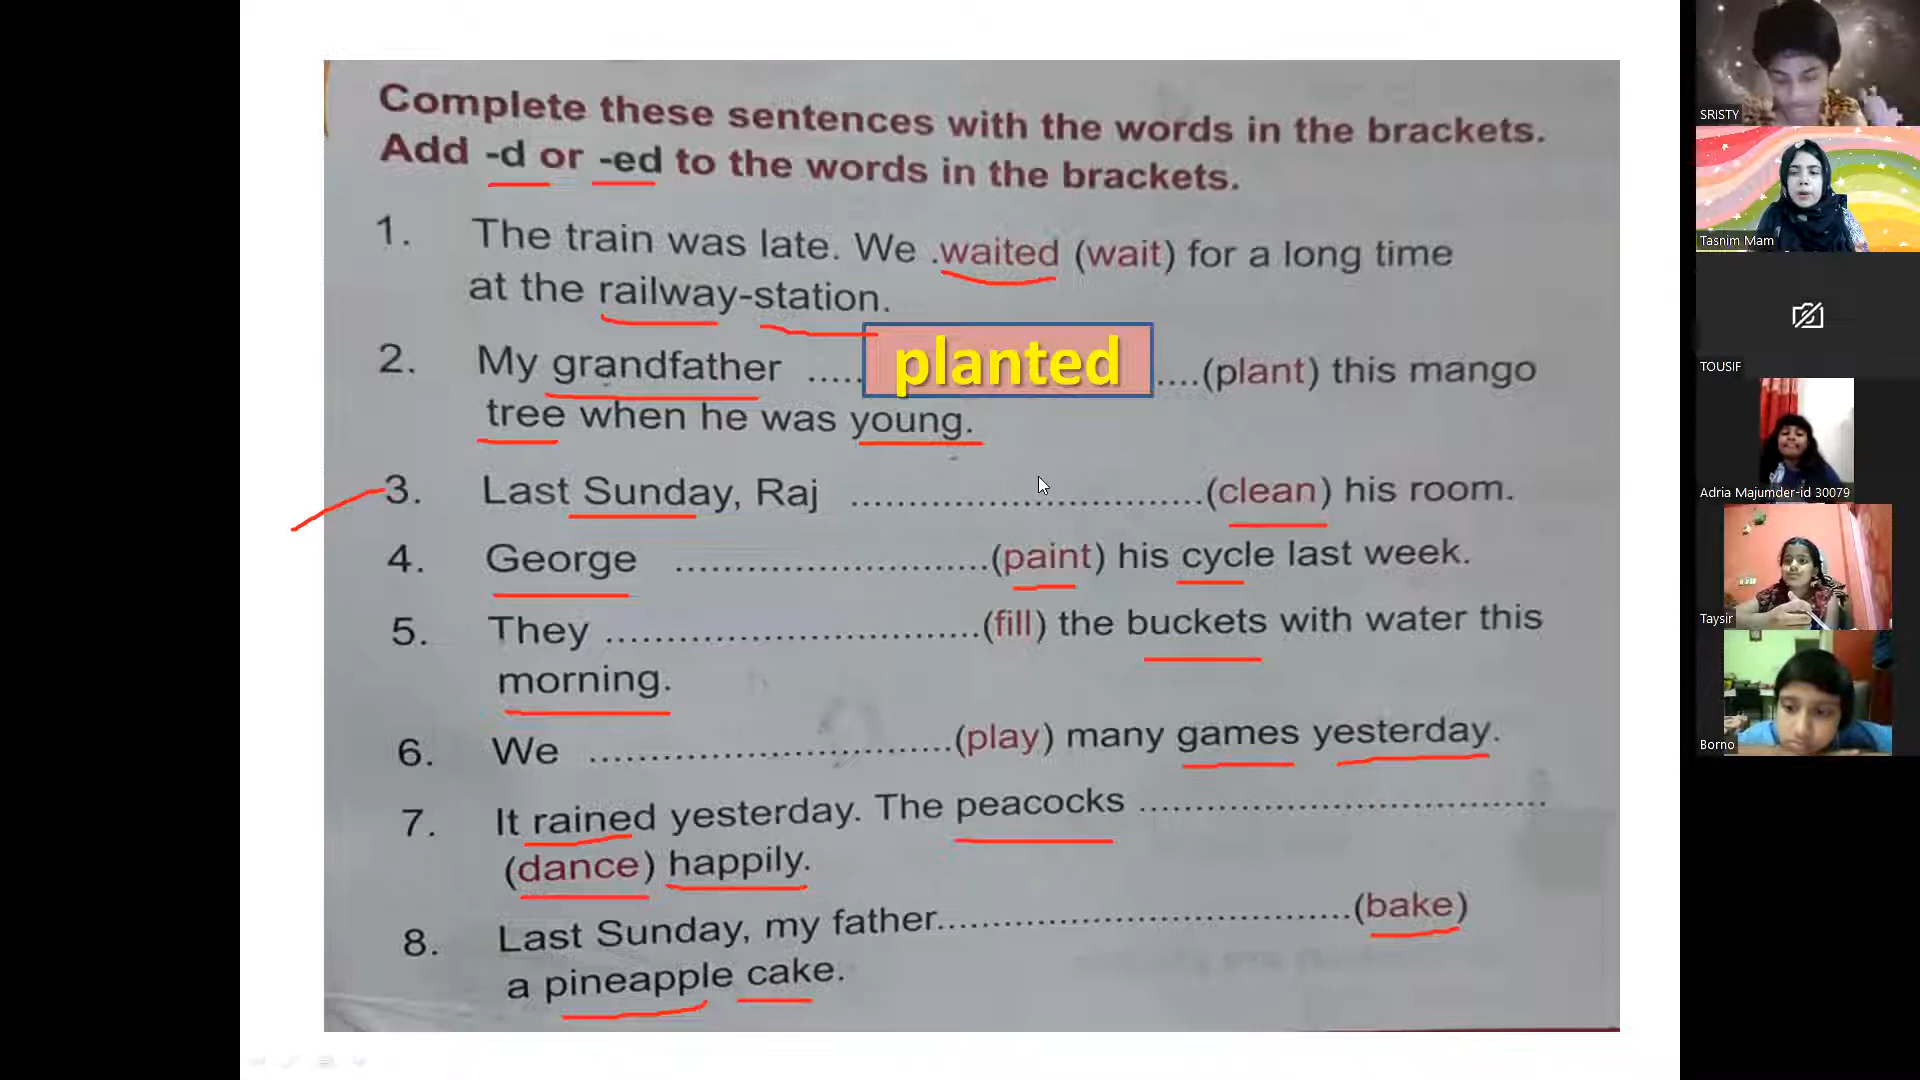 Complete these sentences with the words in the brackets.
Add -d or -ed to the words in the brackets.
1. The train was late. We .waited (wait) for a long time
at the railway-station.
2. My grandfather ..... planted ....(plant) this mango
tree when he was young.
3. Last Sunday, Raj ....................................(clean) his room.
4. George ..........................(paint) his cycle last week.
5. They ................................(fill) the buckets with water this
morning.
6. We ...............................(play) many games yesterday.
7. It rained yesterday. The peacocks ...................................
(dance) happily.
8. Last Sunday, my father...................................(bake)
a pineapple cake.
SRISTY
Tasnim Mam
TOUSIF
Adria Majumder-id 30079
Taysir
Borno